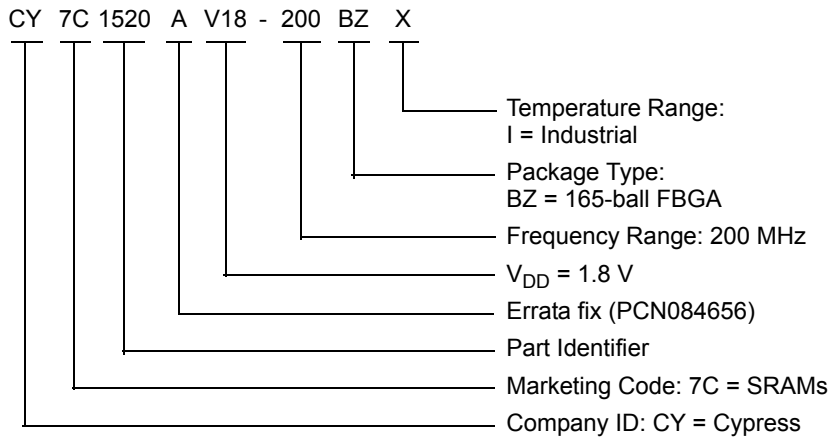 CY 7C 1520 A V18 - 200 BZ X
Temperature Range:
I = Industrial
Package Type:
BZ = 165-ball FBGA
Frequency Range: 200 MHz
VDD = 1.8 V
Errata fix (PCN084656)
Part Identifier
Marketing Code: 7C = SRAMs
Company ID: CY = Cypress